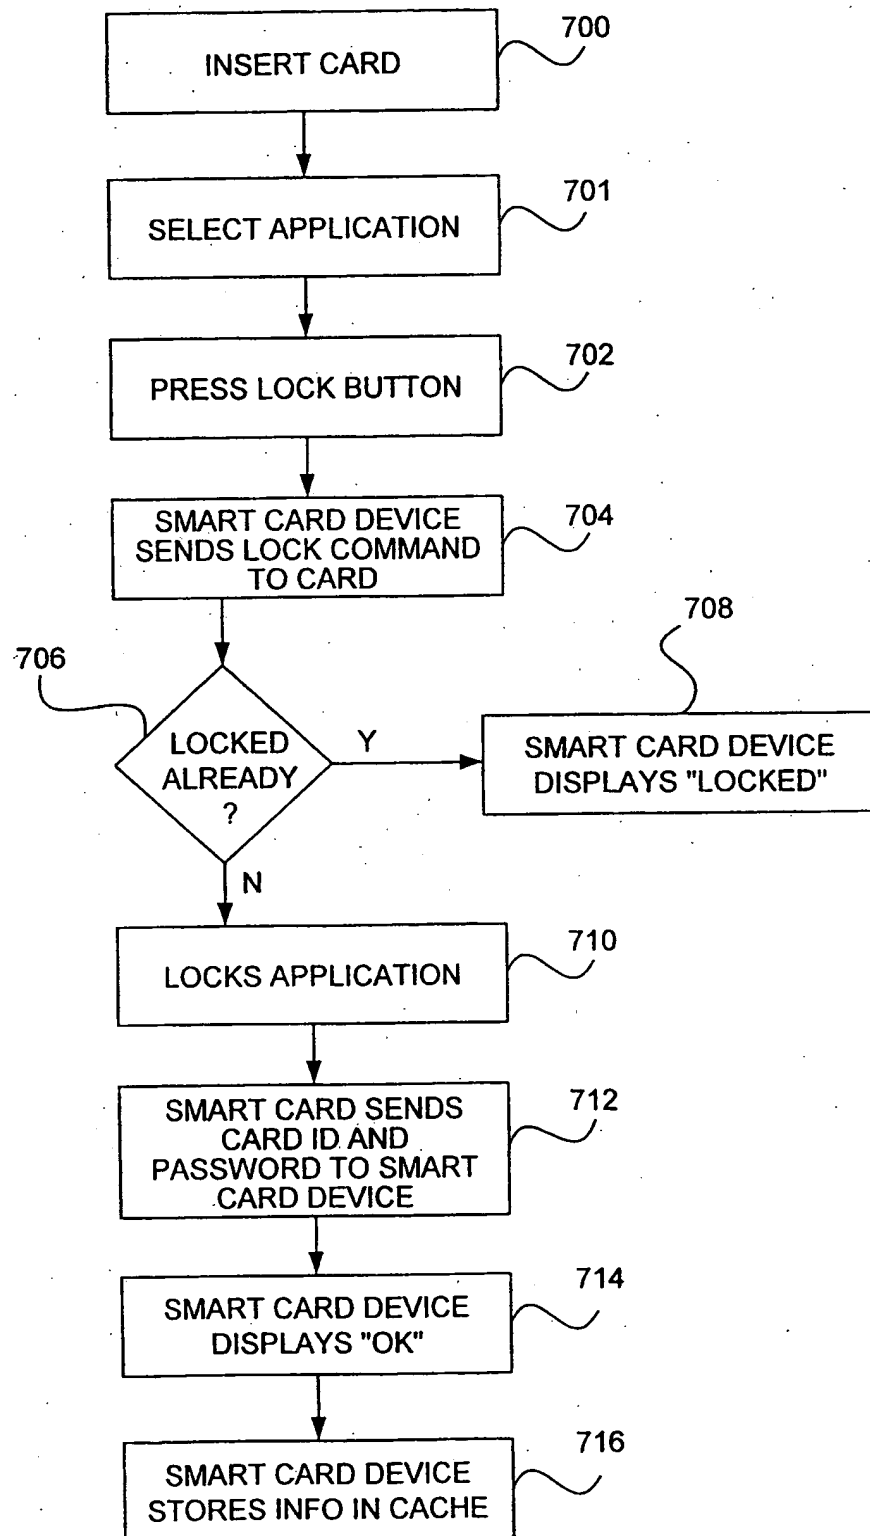 700
INSERT CARD
701
SELECT APPLICATION
702
PRESS LOCK BUTTON
704
SMART CARD DEVICE
SENDS LOCK COMMAND
TO CARD
706
LOCKED
ALREADY
?
Y
708
SMART CARD DEVICE
DISPLAYS "LOCKED"
N
710
LOCKS APPLICATION
712
SMART CARD SENDS
CARD ID AND
PASSWORD TO SMART
CARD DEVICE
714
SMART CARD DEVICE
DISPLAYS "OK"
716
SMART CARD DEVICE
STORES INFO IN CACHE